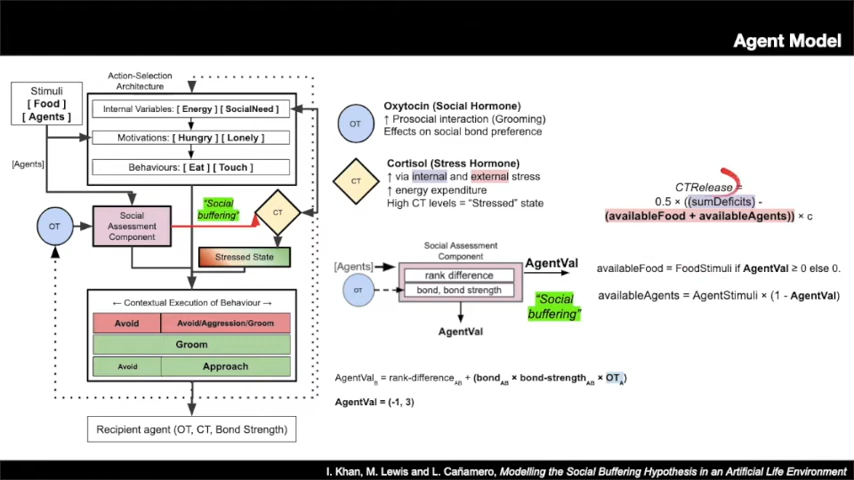 Agent Model
Stimuli
[ Food ]
[ Agents ]
Action-Selection
Architecture
Internal Variables: [ Energy ] [ SocialNeed ]
Motivations: [ Hungry ] [ Lonely ]
Behaviours: [ Eat ] [ Touch ]
[Agents]
OT
Social
Assessment
Component
"Social
buffering"
CT
Stressed State
← Contextual Execution of Behaviour →
Avoid
Avoid/Aggression/Groom
Groom
Avoid
Approach
Recipient agent (OT, CT, Bond Strength)
OT
Oxytocin (Social Hormone)
↑ Prosocial interaction (Grooming)
Effects on social bond preference
CT
Cortisol (Stress Hormone)
↑ via internal and external stress
↑ energy expenditure
High CT levels = "Stressed" state
Social Assessment
Component
[Agents]
OT
rank difference
bond, bond strength
AgentVal
"Social
buffering"
AgentVal
AgentVal_B = rank-difference_AB + (bond_AB × bond-strength_AB × OT_A)
AgentVal = (-1, 3)
CTRelease =
0.5 × ((sumDeficits) -
(availableFood + availableAgents)) × c
availableFood = FoodStimuli if AgentVal ≥ 0 else 0.
availableAgents = AgentStimuli × (1 - AgentVal)
I. Khan, M. Lewis and L. Cañamero, Modelling the Social Buffering Hypothesis in an Artificial Life Environment